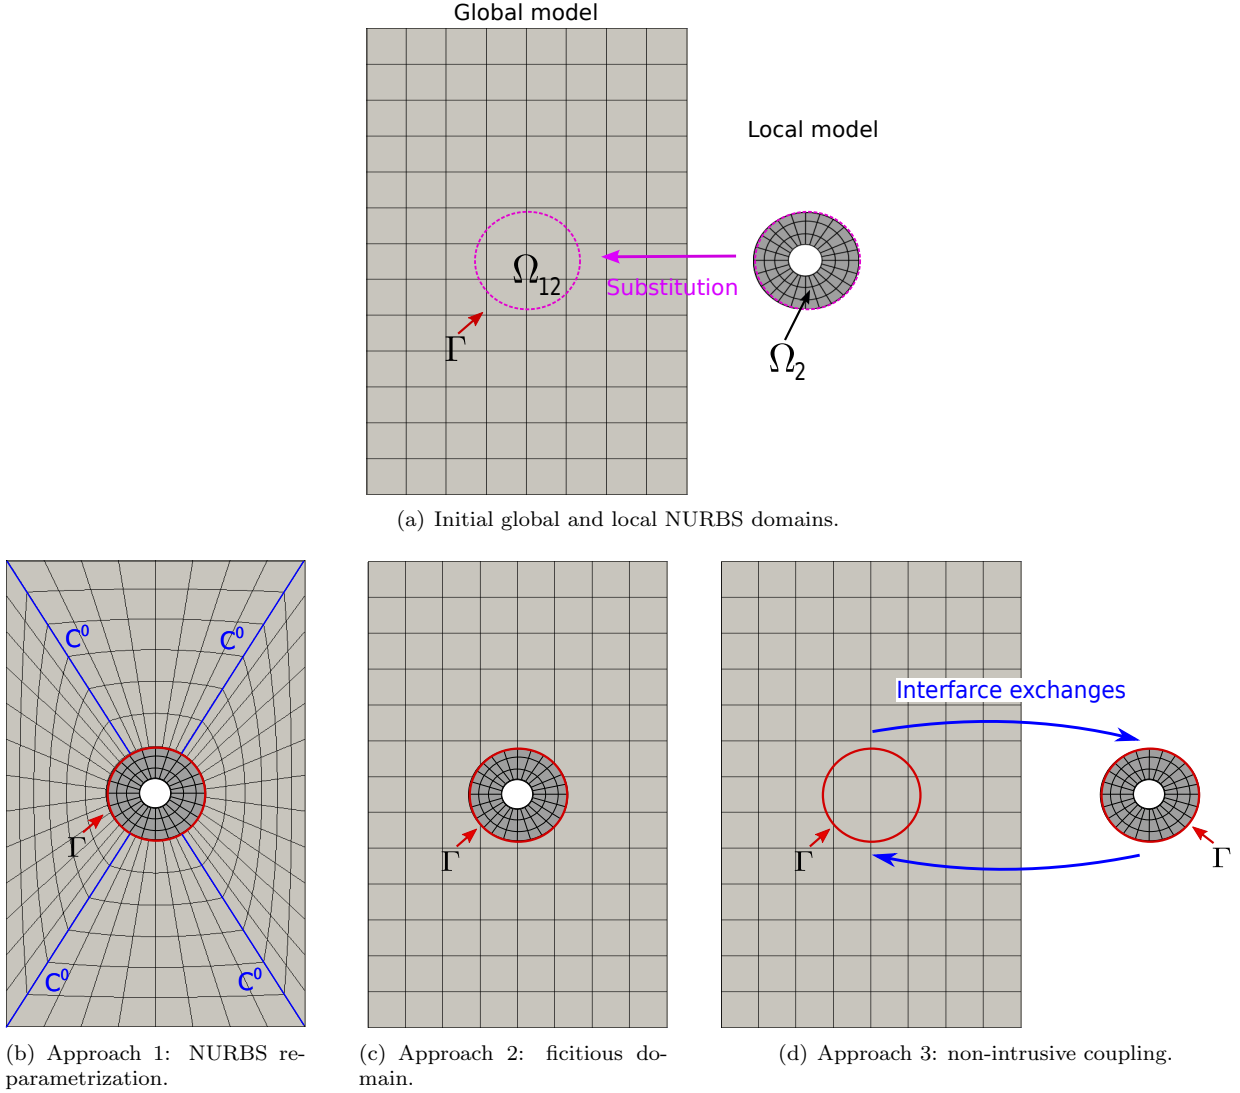 Global model
Local model
Ω12
Substitution
Γ
Ω2
(a) Initial global and local NURBS domains.
C0
C0
Γ
C0
C0
(b) Approach 1: NURBS re-
parametrization.
Γ
(c) Approach 2: ficitious do-
main.
Interfarce exchanges
Γ
Γ
(d) Approach 3: non-intrusive coupling.